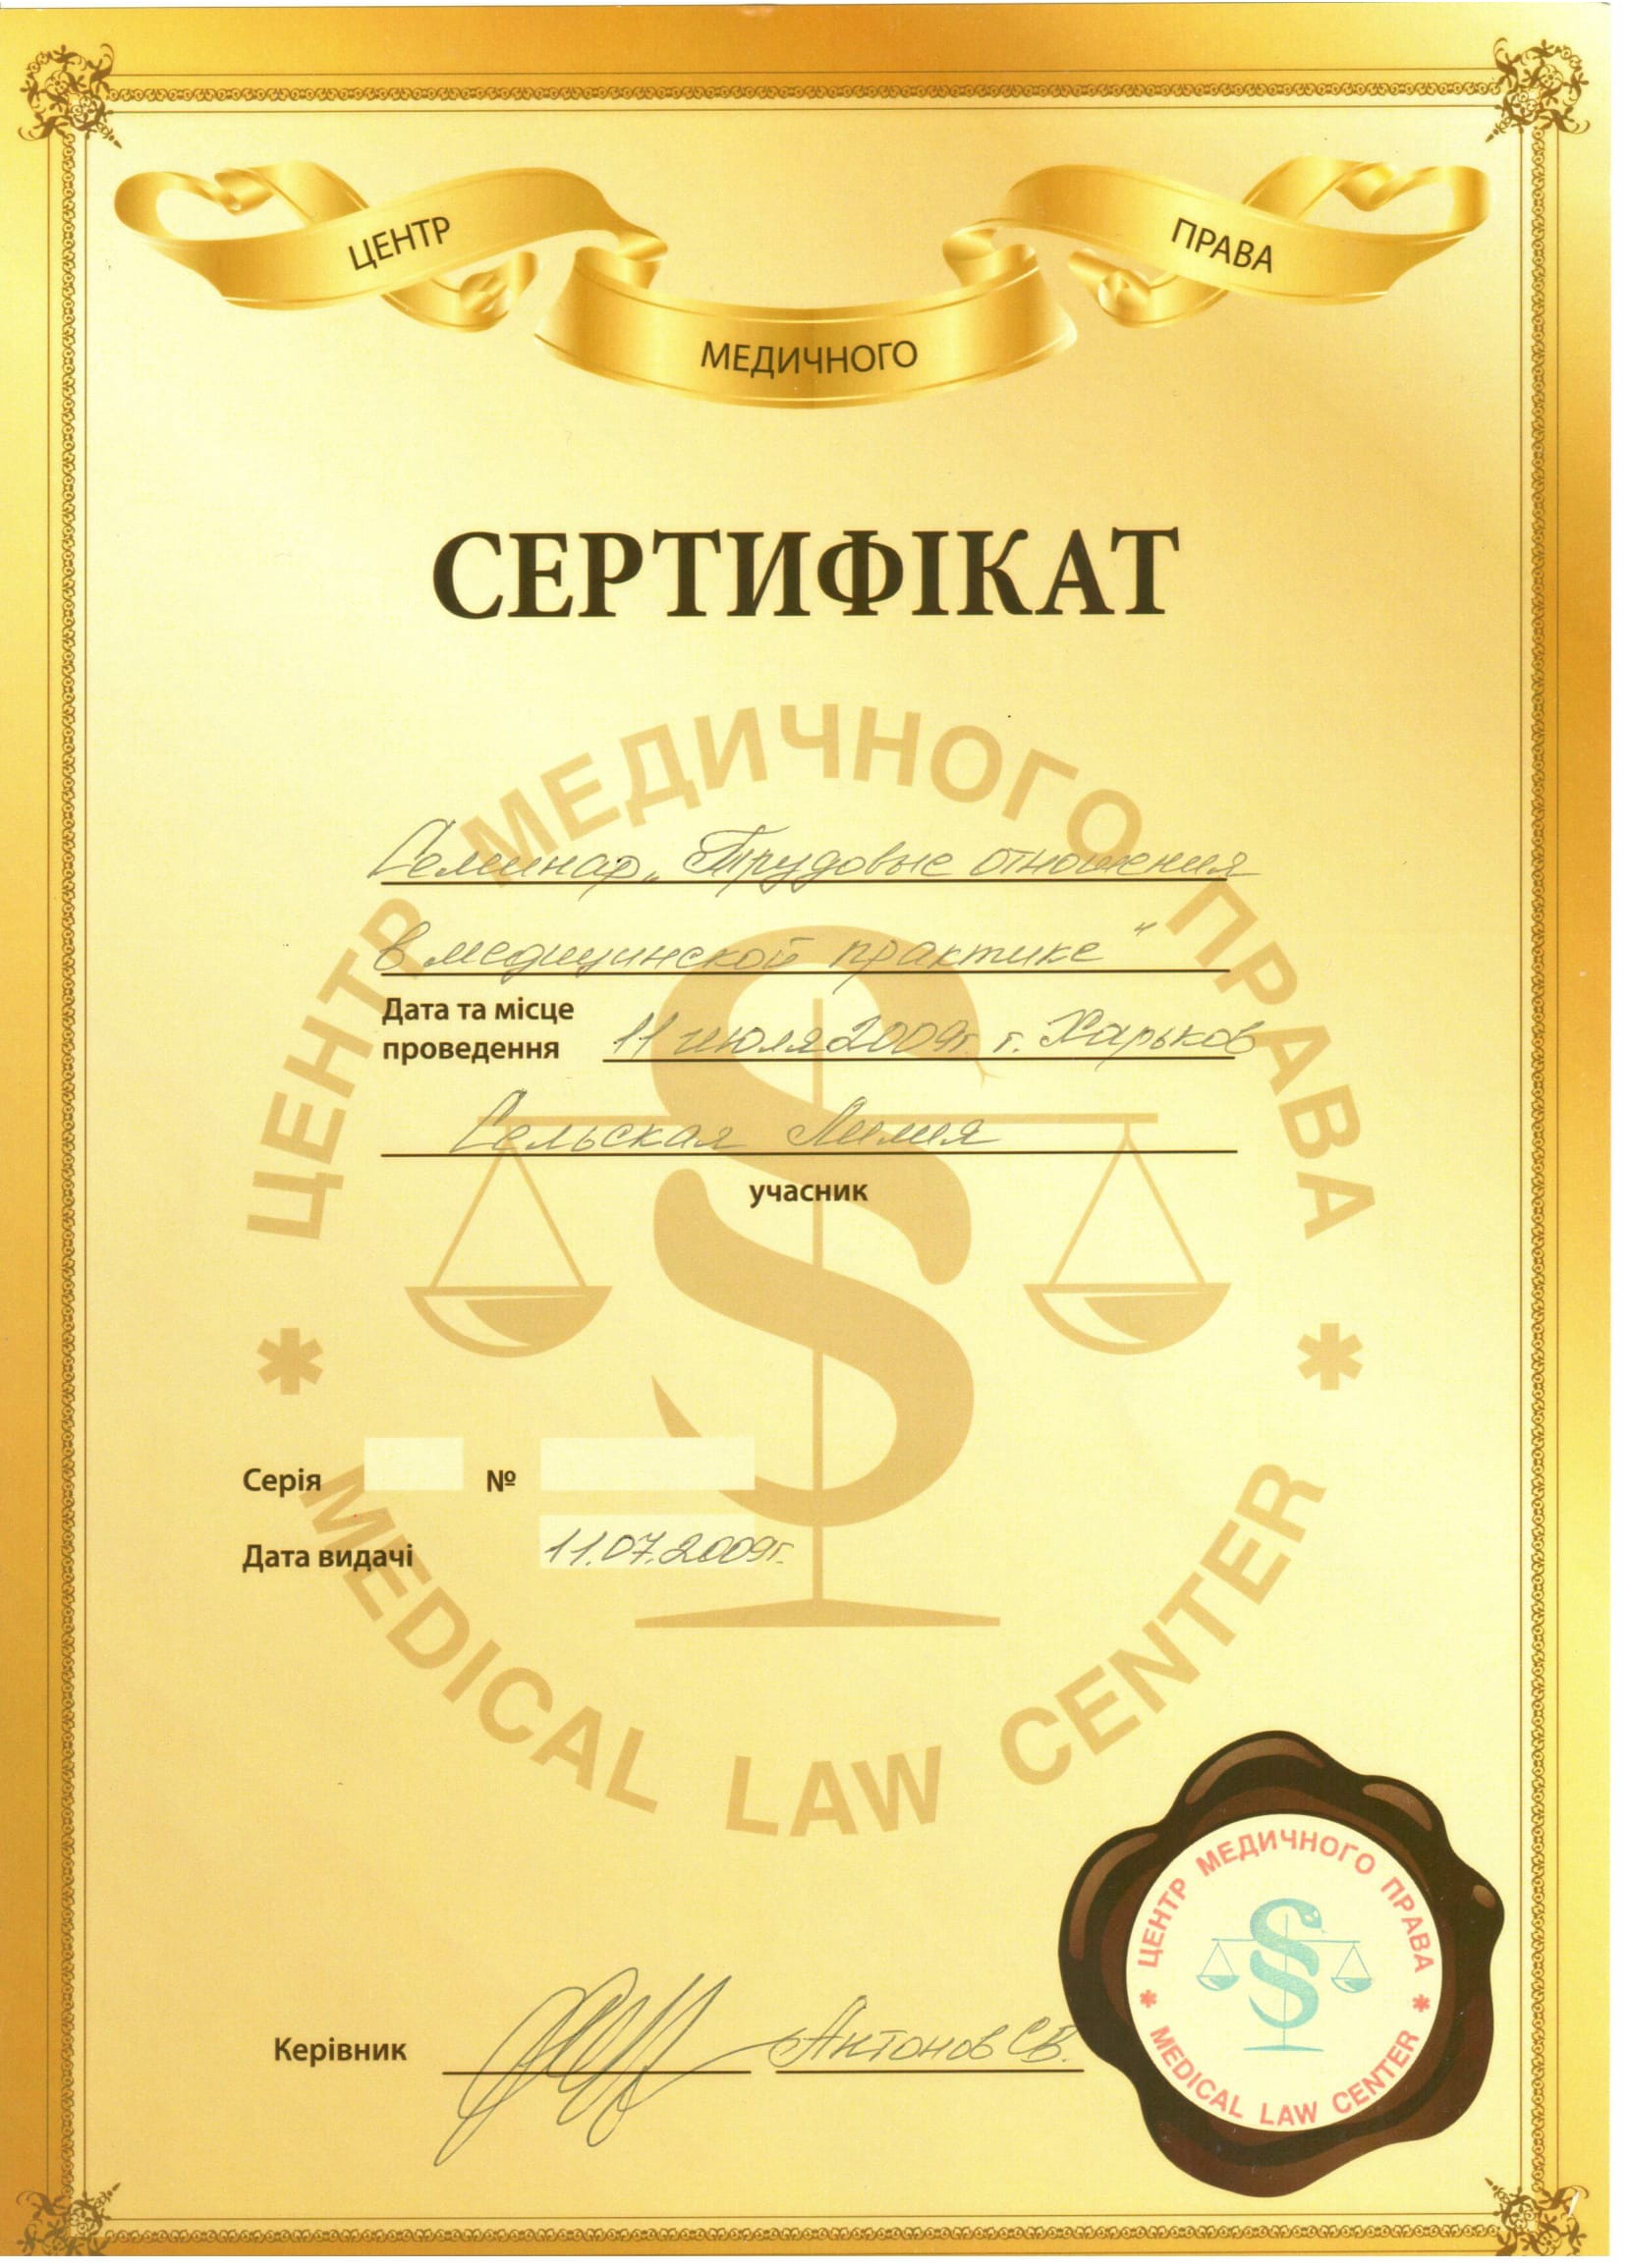 ЦЕНТР МЕДИЧНОГО ПРАВА
СЕРТИФІКАТ
ЦЕНТР МЕДИЧНОГО ПРАВА
Семинар „Трудовые отношения
в медицинской практике"
Дата та місце
проведення 11 июля 2009г. г. Харьков
Сельская Лилия
учасник
Серія №
Дата видачі 11.07.2009г.
* MEDICAL LAW CENTER *
Керівник Антонов С.В.
ЦЕНТР МЕДИЧНОГО ПРАВА
* MEDICAL LAW CENTER *